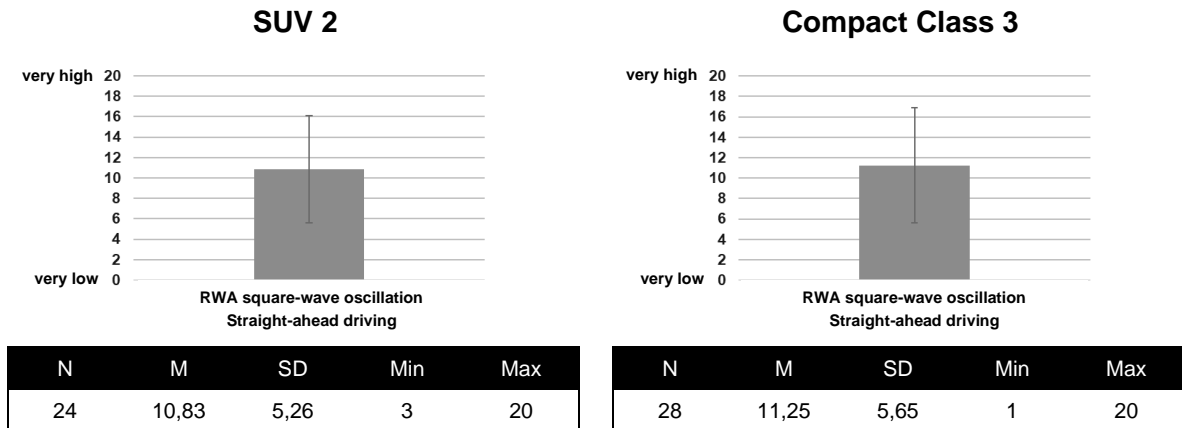 SUV 2
very high 20
18
16
14
12
10
8
6
4
2
very low 0
RWA square-wave oscillation
Straight-ahead driving
N M SD Min Max
24 10,83 5,26 3 20
Compact Class 3
very high 20
18
16
14
12
10
8
6
4
2
very low 0
RWA square-wave oscillation
Straight-ahead driving
N M SD Min Max
28 11,25 5,65 1 20